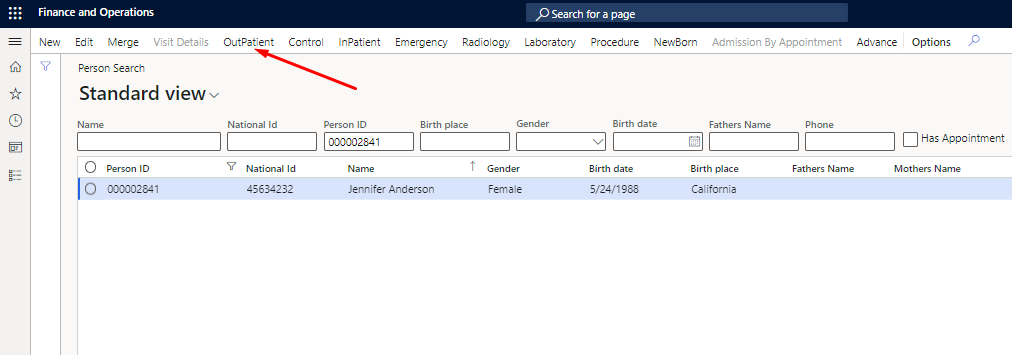 Finance and Operations Search for a page
New Edit Merge Visit Details OutPatient Control InPatient Emergency Radiology Laboratory Procedure NewBorn Admission By Appointment Advance Options
Person Search
Standard view
Name National Id Person ID Birth place Gender Birth date Fathers Name Phone
000002841 Has Appointment
Person ID National Id Name Gender Birth date Birth place Fathers Name Mothers Name
000002841 45634232 Jennifer Anderson Female 5/24/1988 California